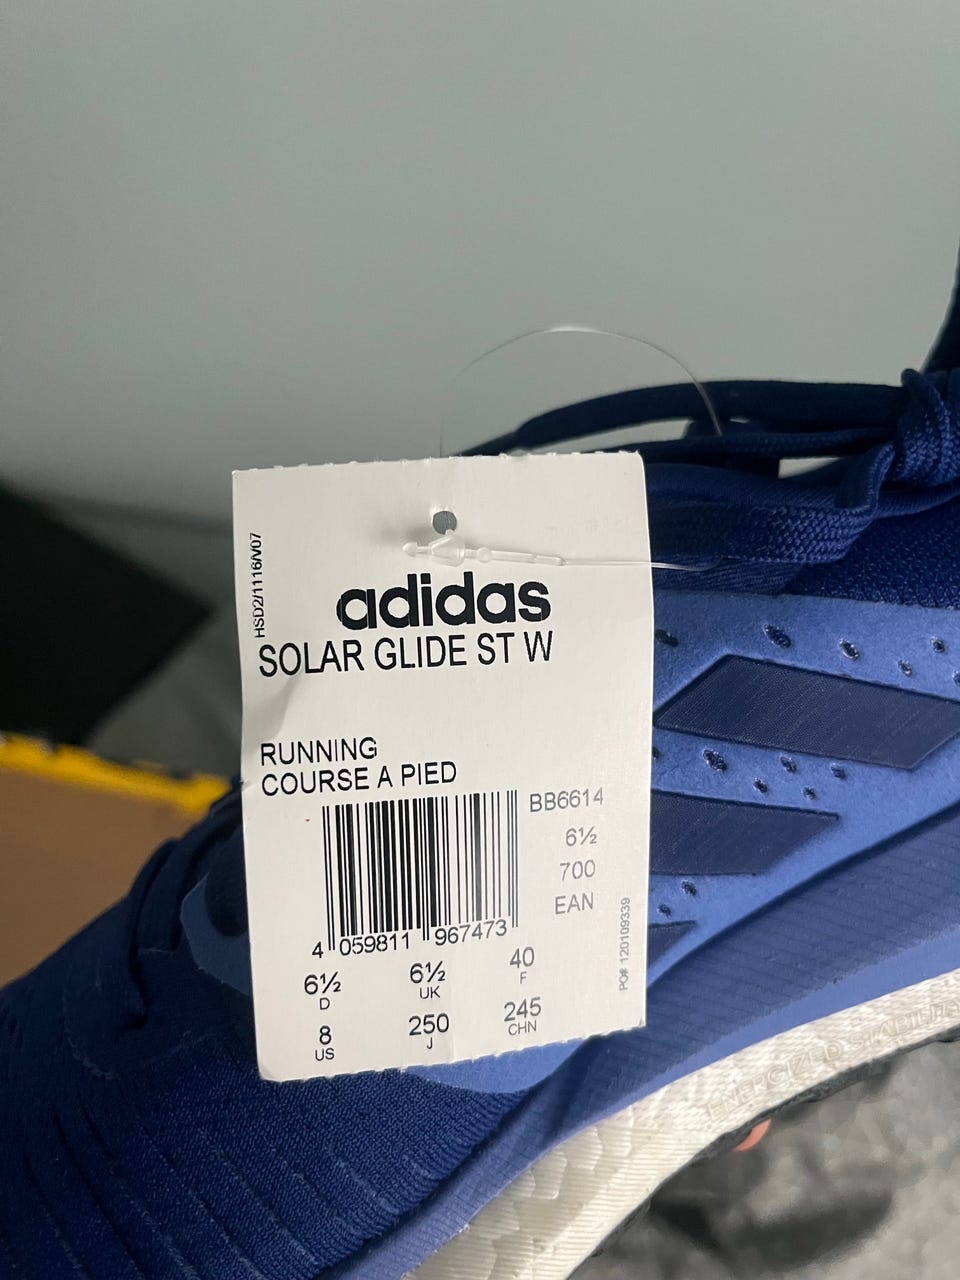 HSD2/1116/V07
adidas
SOLAR GLIDE ST W
RUNNING
COURSE A PIED
BB6614
6½
700
EAN
4 059811 967473
PO# 120109339
6½ 6½ 40
D UK F
8 250 245
US J CHN
ENERGIZED